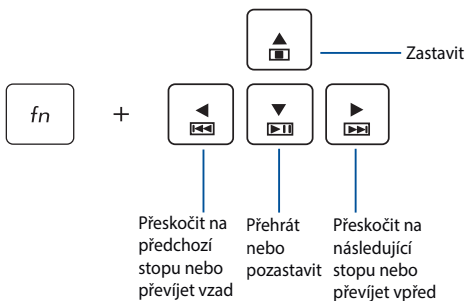 Zastavit
fn
+
Přeskočit na
předchozí
stopu nebo
převíjet vzad
Přehrát
nebo
pozastavit
Přeskočit na
následující
stopu nebo
převíjet vpřed